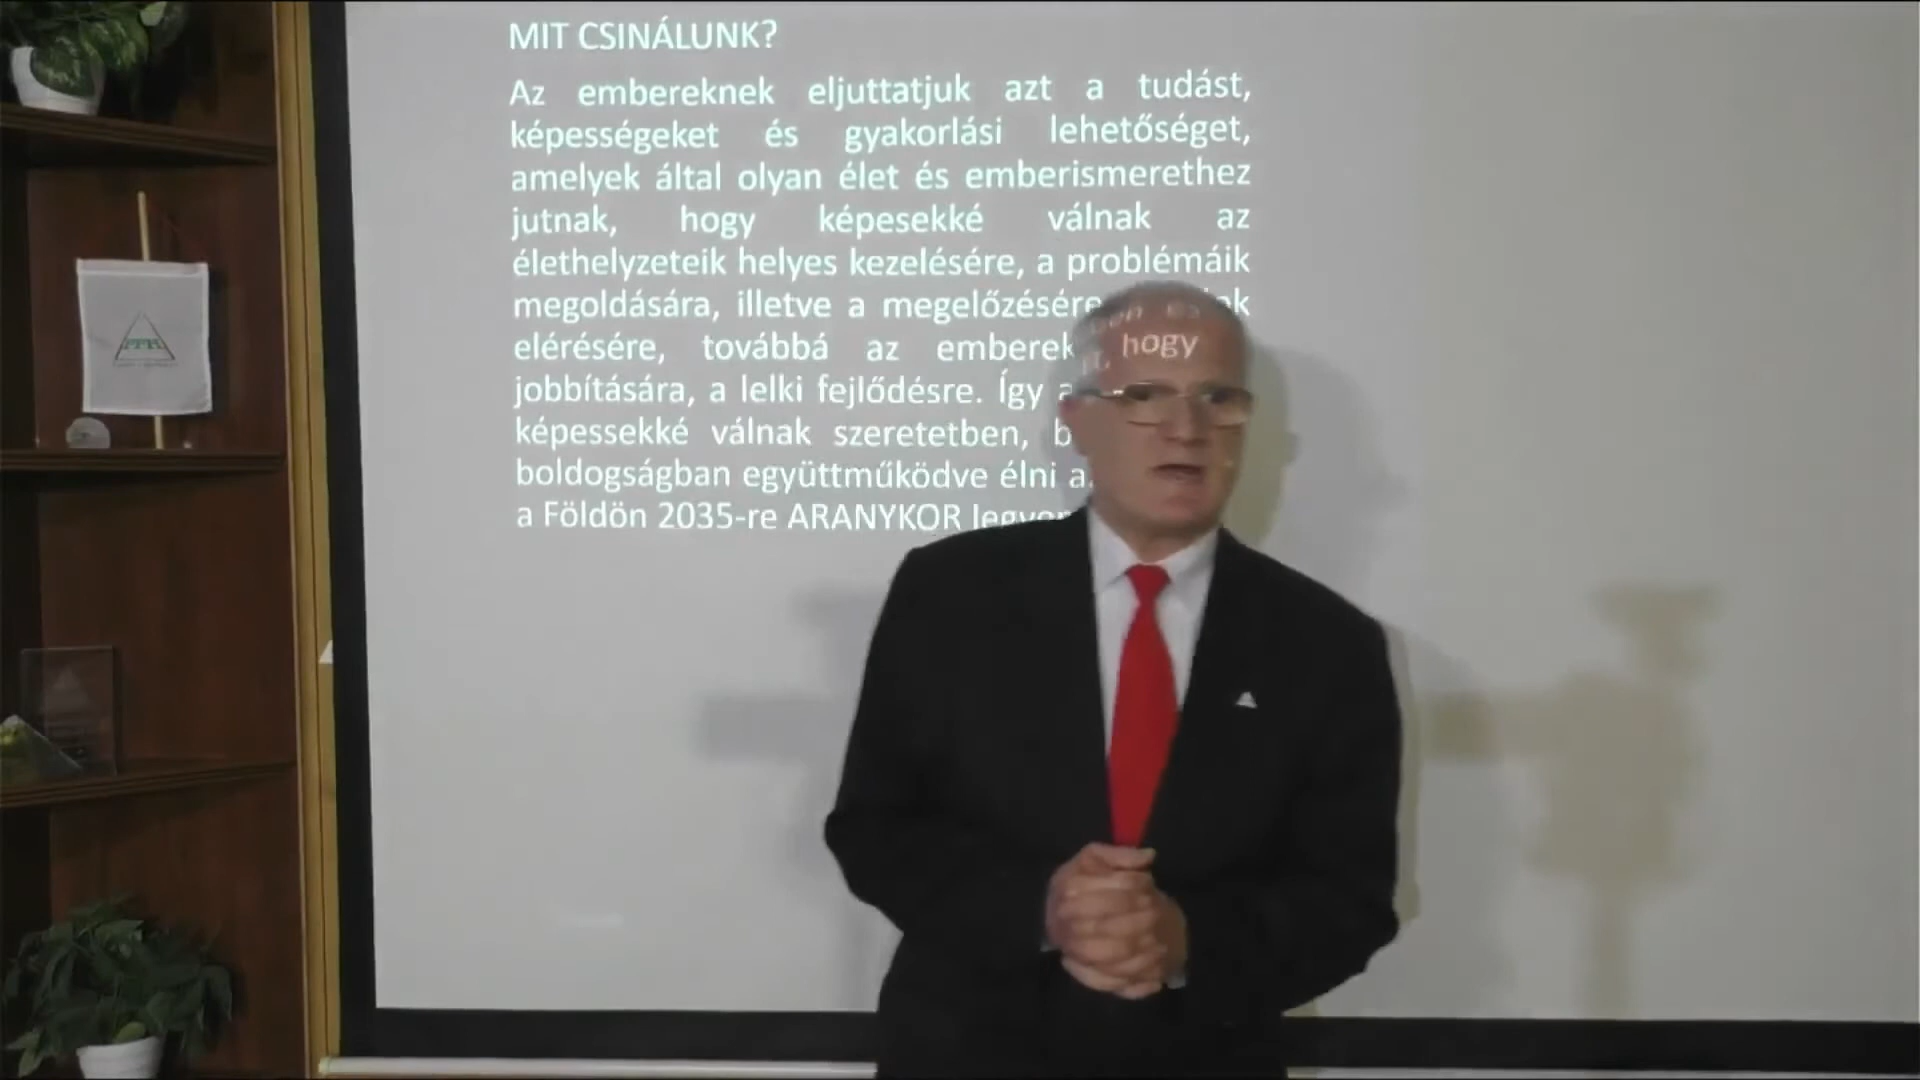 MIT CSINÁLUNK?
Az embereknek eljuttatjuk azt a tudást,
képességeket és gyakorlási lehetőséget,
amelyek által olyan élet és emberismerethez
jutnak, hogy képesekké válnak az
élethelyzeteik helyes kezelésére, a problémáik
megoldására, illetve a megelőzésére
elérésére, továbbá az emberek
jobbítására, a lelki fejlődésre. Így
képessekké válnak szeretetben,
boldogságban együttműködve élni
a Földön 2035-re ARANYKOR
hogy